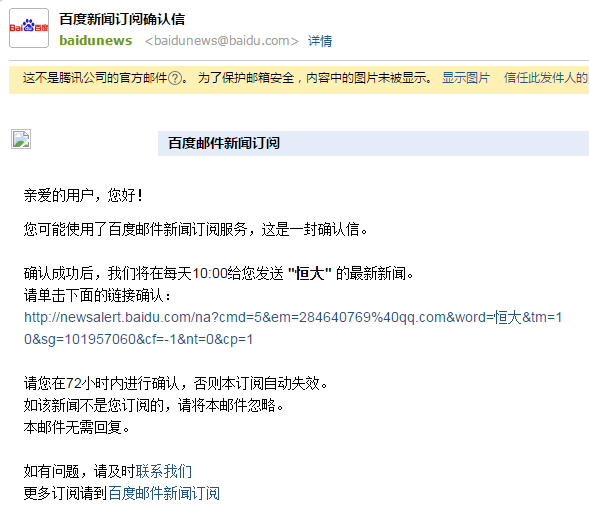 Bai 百度
百度新闻订阅确认信
baidunews <baidunews@baidu.com> 详情
这不是腾讯公司的官方邮件?。 为了保护邮箱安全，内容中的图片未被显示。 显示图片 信任此发件人的
百度邮件新闻订阅
亲爱的用户，您好！
您可能使用了百度邮件新闻订阅服务，这是一封确认信。
确认成功后，我们将在每天10:00给您发送 "恒大" 的最新新闻。
请单击下面的链接确认：
http://newsalert.baidu.com/na?cmd=5&em=284640769%40qq.com&word=恒大&tm=1
0&sg=101957060&cf=-1&nt=0&cp=1
请您在72小时内进行确认，否则本订阅自动失效。
如该新闻不是您订阅的，请将本邮件忽略。
本邮件无需回复。
如有问题，请及时联系我们
更多订阅请到百度邮件新闻订阅